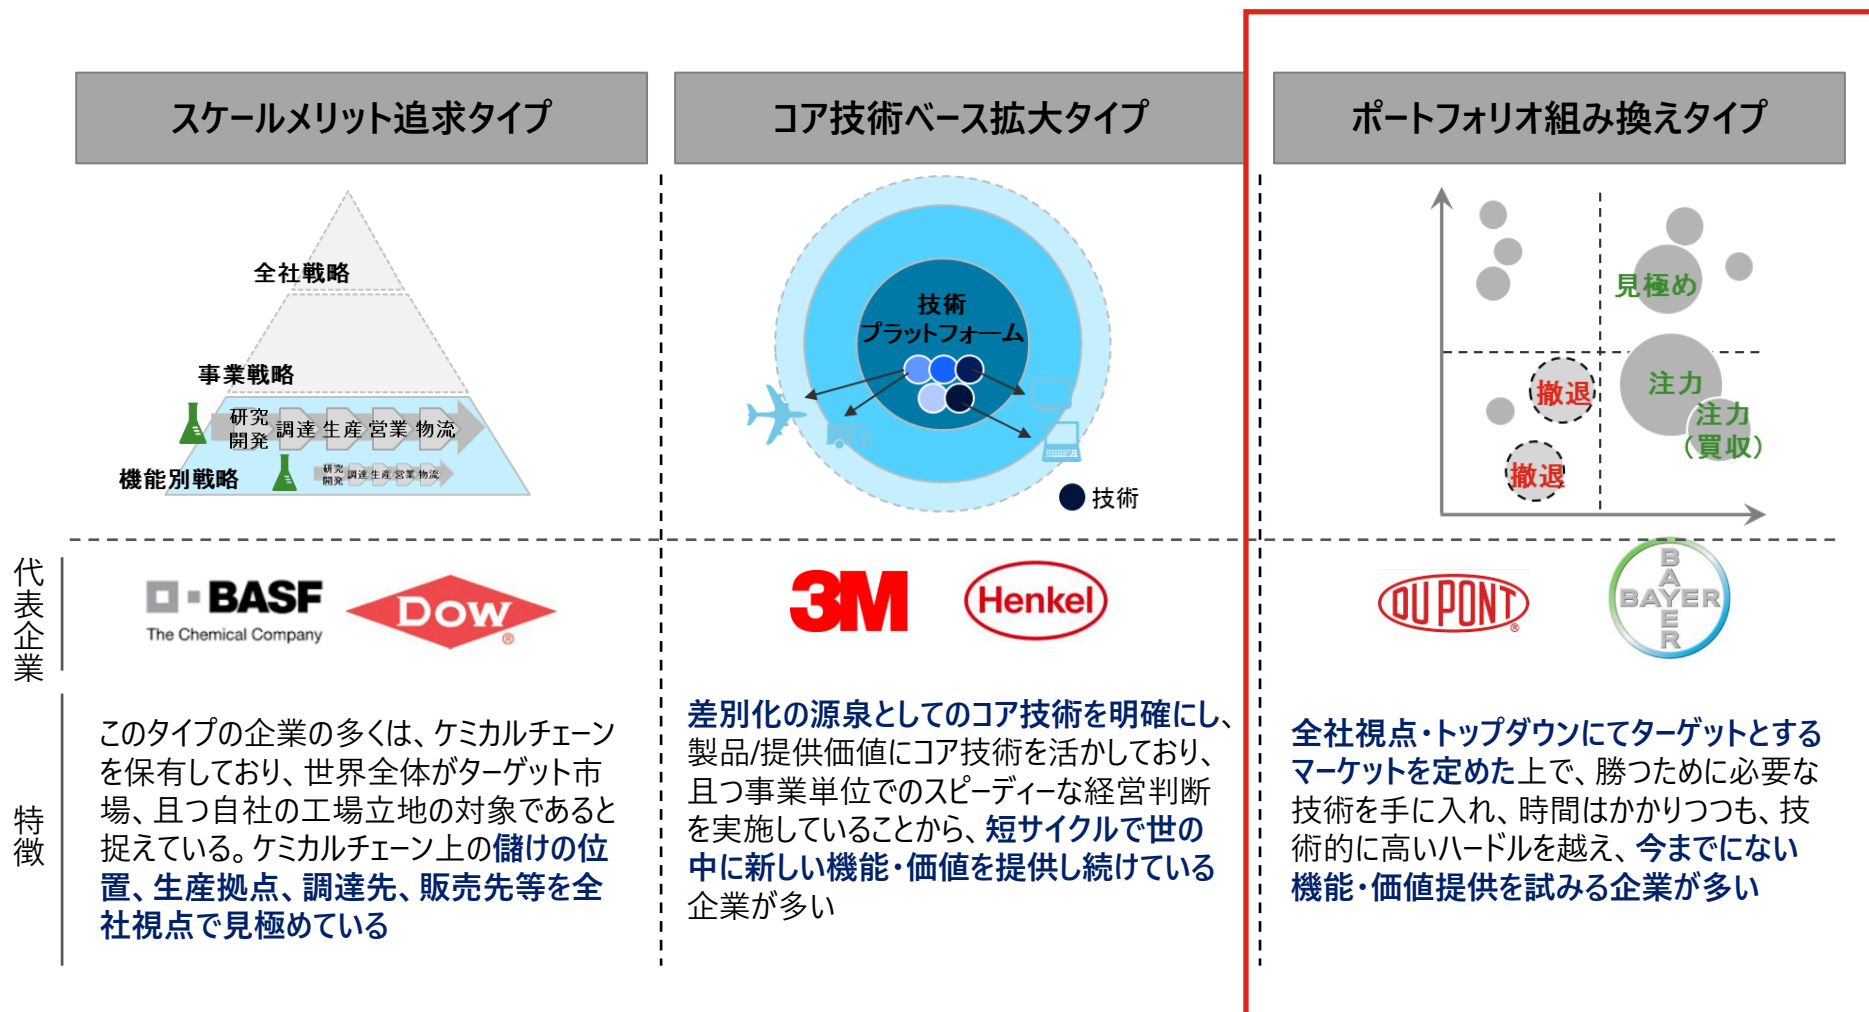 スケールメリット追求タイプ
コア技術ベース拡大タイプ
ポートフォリオ組み換えタイプ
全社戦略
事業戦略
研究
開発
調達
生産
営業
物流
機能別戦略
研究
開発
調達
生産
営業
物流
技術
プラットフォーム
技術
見極め
注力
注力
（買収）
撤退
撤退
代表企業
BASF
The Chemical Company
DOW
®
3M
Henkel
DU PONT
®
BAYER
BAYER
特徴
このタイプの企業の多くは、ケミカルチェーン
を保有しており、世界全体がターゲット市
場、且つ自社の工場立地の対象であると
捉えている。ケミカルチェーン上の儲けの位
置、生産拠点、調達先、販売先等を全
社視点で見極めている
差別化の源泉としてのコア技術を明確にし、
製品/提供価値にコア技術を活かしており、
且つ事業単位でのスピーディーな経営判断
を実施していることから、短サイクルで世の
中に新しい機能・価値を提供し続けている
企業が多い
全社視点・トップダウンにてターゲットとする
マーケットを定めた上で、勝つために必要な
技術を手に入れ、時間はかかりつつも、技
術的に高いハードルを越え、今までにない
機能・価値提供を試みる企業が多い